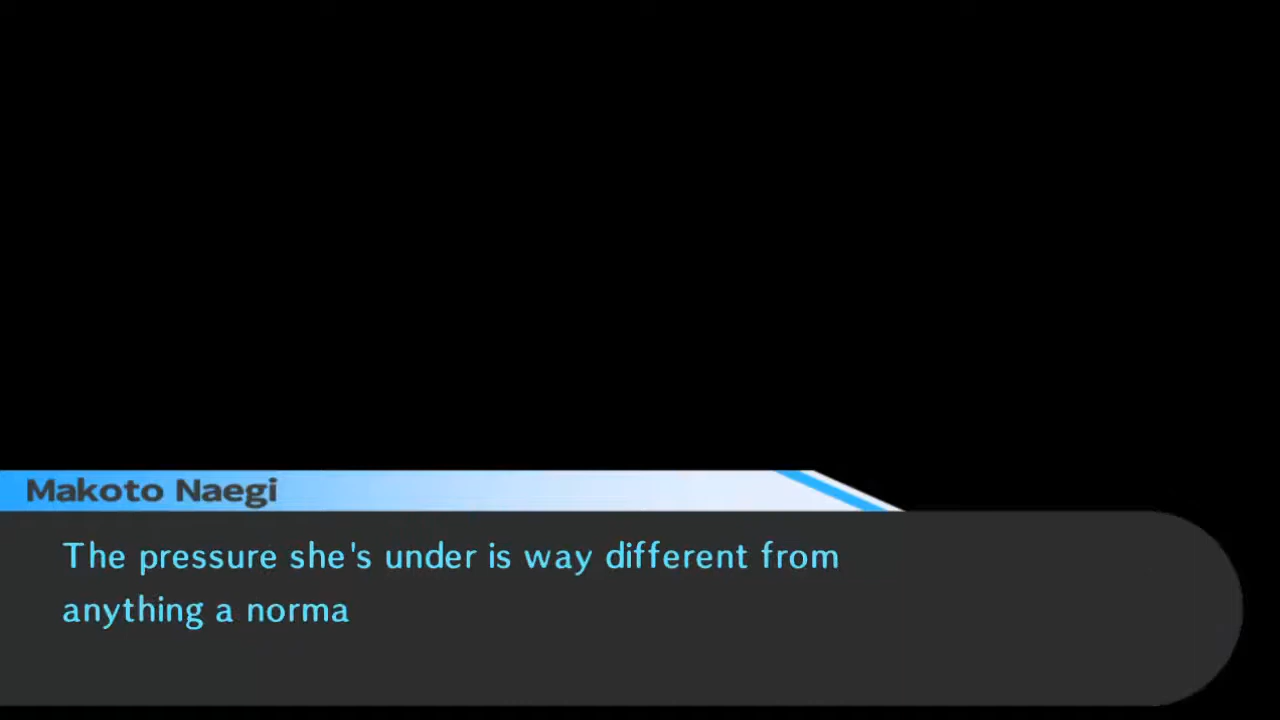 Makoto Naegi
The pressure she's under is way different from
anything a norma